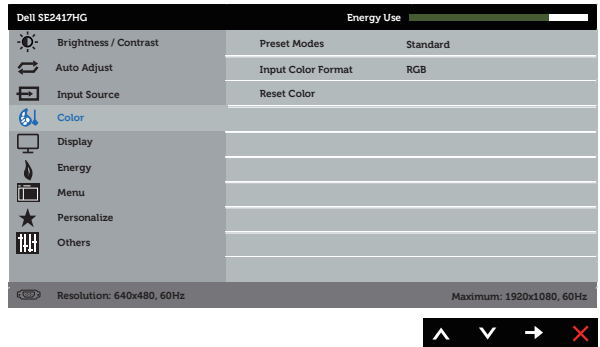 Dell SE2417HG Energy Use
Brightness / Contrast Preset Modes Standard
Auto Adjust Input Color Format RGB
Input Source Reset Color
Color
Display
Energy
Menu
Personalize
Others
Resolution: 640x480, 60Hz Maximum: 1920x1080, 60Hz